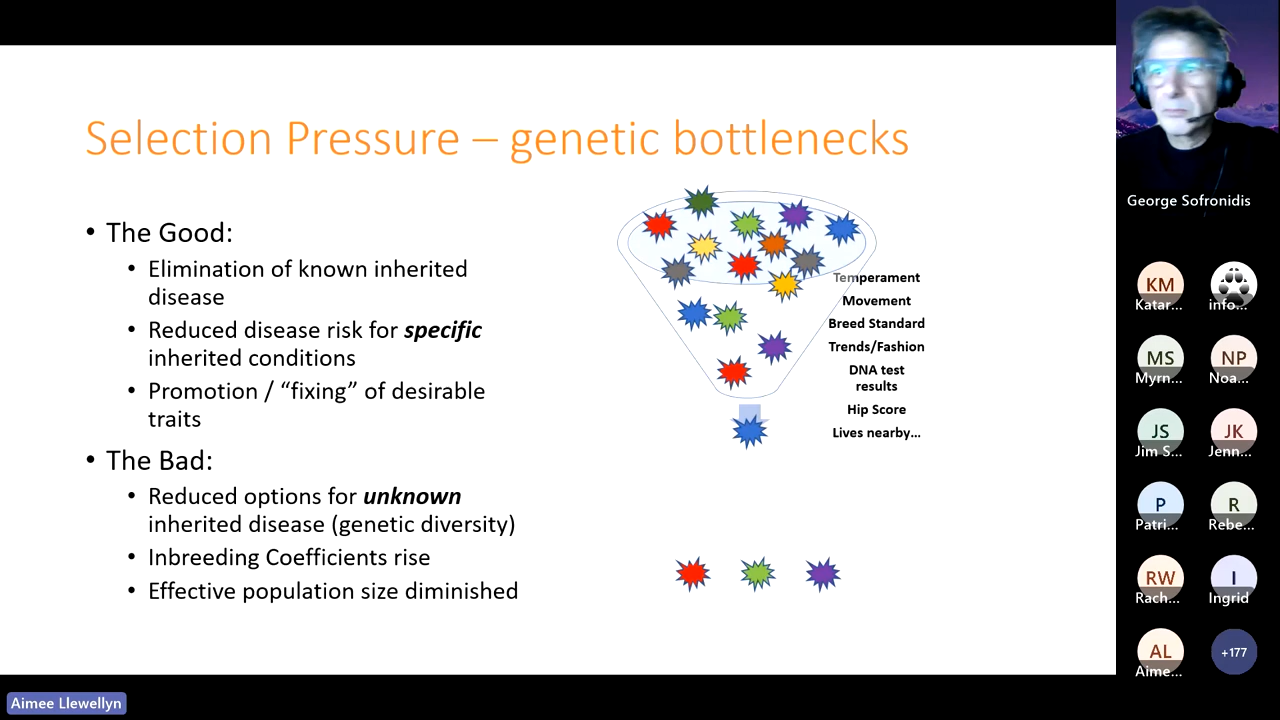 Selection Pressure – genetic bottlenecks
• The Good:
• Elimination of known inherited
disease
• Reduced disease risk for specific
inherited conditions
• Promotion / “fixing” of desirable
traits
• The Bad:
• Reduced options for unknown
inherited disease (genetic diversity)
• Inbreeding Coefficients rise
• Effective population size diminished
Temperament
Movement
Breed Standard
Trends/Fashion
DNA test
results
Hip Score
Lives nearby...
George Sofronidis
KM
Katar...
info...
MS
Myrn...
NP
Noa...
JS
Jim S...
JK
Jenn...
P
Patri...
R
Rebe...
RW
Rach...
I
Ingrid
AL
Aime...
+177
Aimee Llewellyn